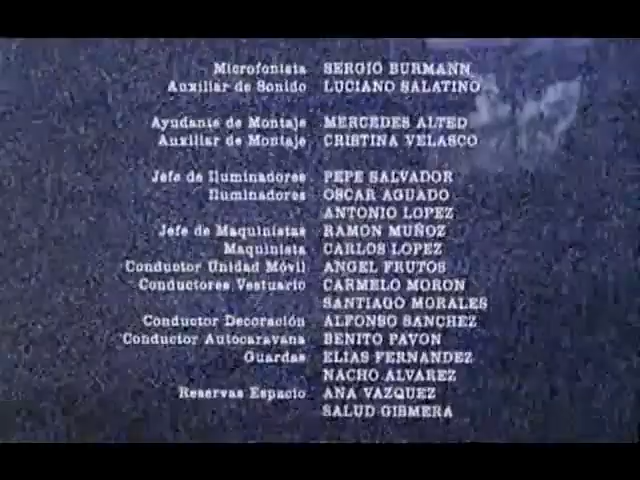 Microfonista SERGIO BURMANN
Auxiliar de Sonido LUCIANO SALATINO
Ayudante de Montaje MERCEDES ALTED
Auxiliar de Montaje CRISTINA VELASCO
Jefe de Iluminadores PEPE SALVADOR
Iluminadores OSCAR AGUADO
ANTONIO LOPEZ
Jefe de Maquinistas RAMON MUÑOZ
Maquinista CARLOS LOPEZ
Conductor Unidad Móvil ANGEL FRUTOS
Conductores Vestuario CARMELO MORON
SANTIAGO MORALES
Conductor Decoración ALFONSO SANCHEZ
Conductor Autocaravana BENITO PAVON
Guardas ELIAS FERNANDEZ
NACHO ALVAREZ
Reservas Espacio ANA VAZQUEZ
SALUD GISMERA